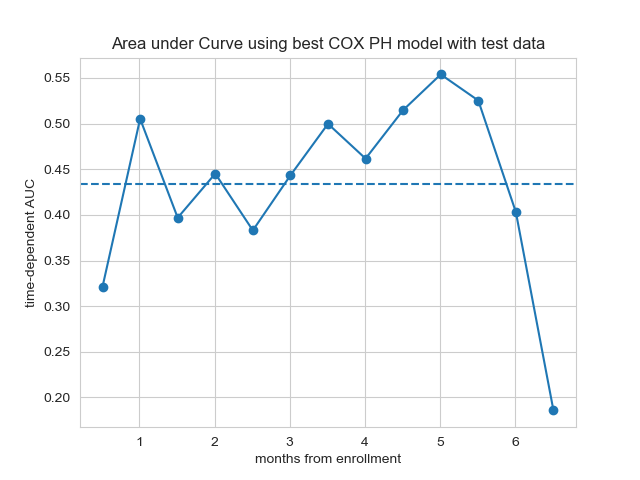 Area under Curve using best COX PH model with test data
time-dependent AUC
0.55
0.50
0.45
0.40
0.35
0.30
0.25
0.20
1 2 3 4 5 6
months from enrollment